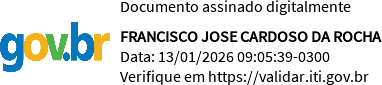 Documento assinado digitalmente
gov.br
FRANCISCO JOSE CARDOSO DA ROCHA
Data: 13/01/2026 09:05:39-0300
Verifique em https://validar.iti.gov.br